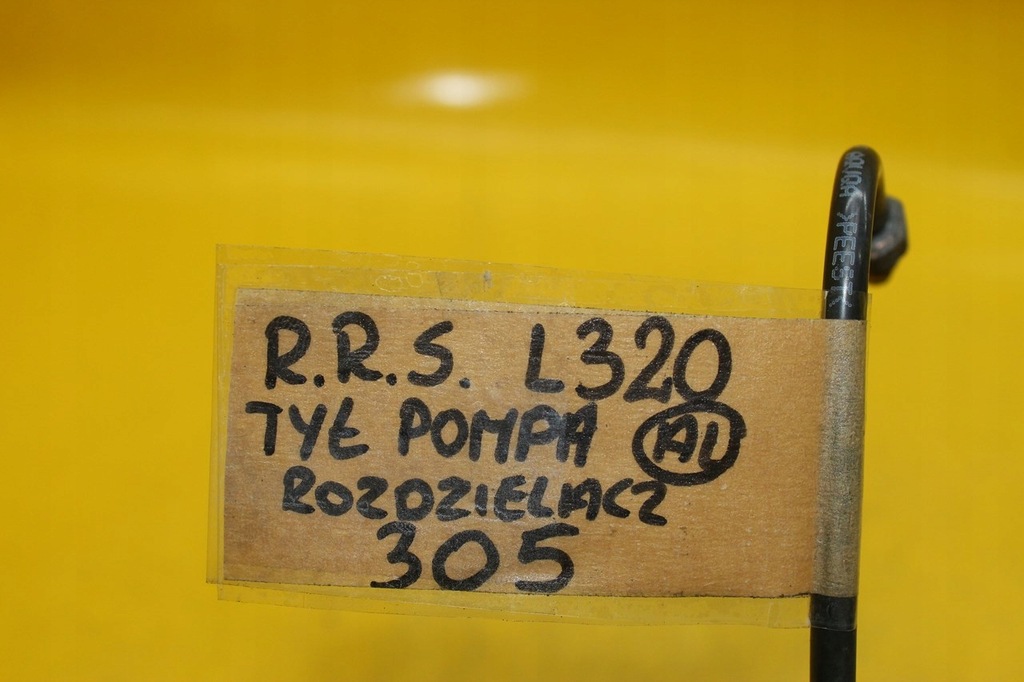 R.R.S. L320
TYŁ POMPA AL
ROZDZIELACZ
305